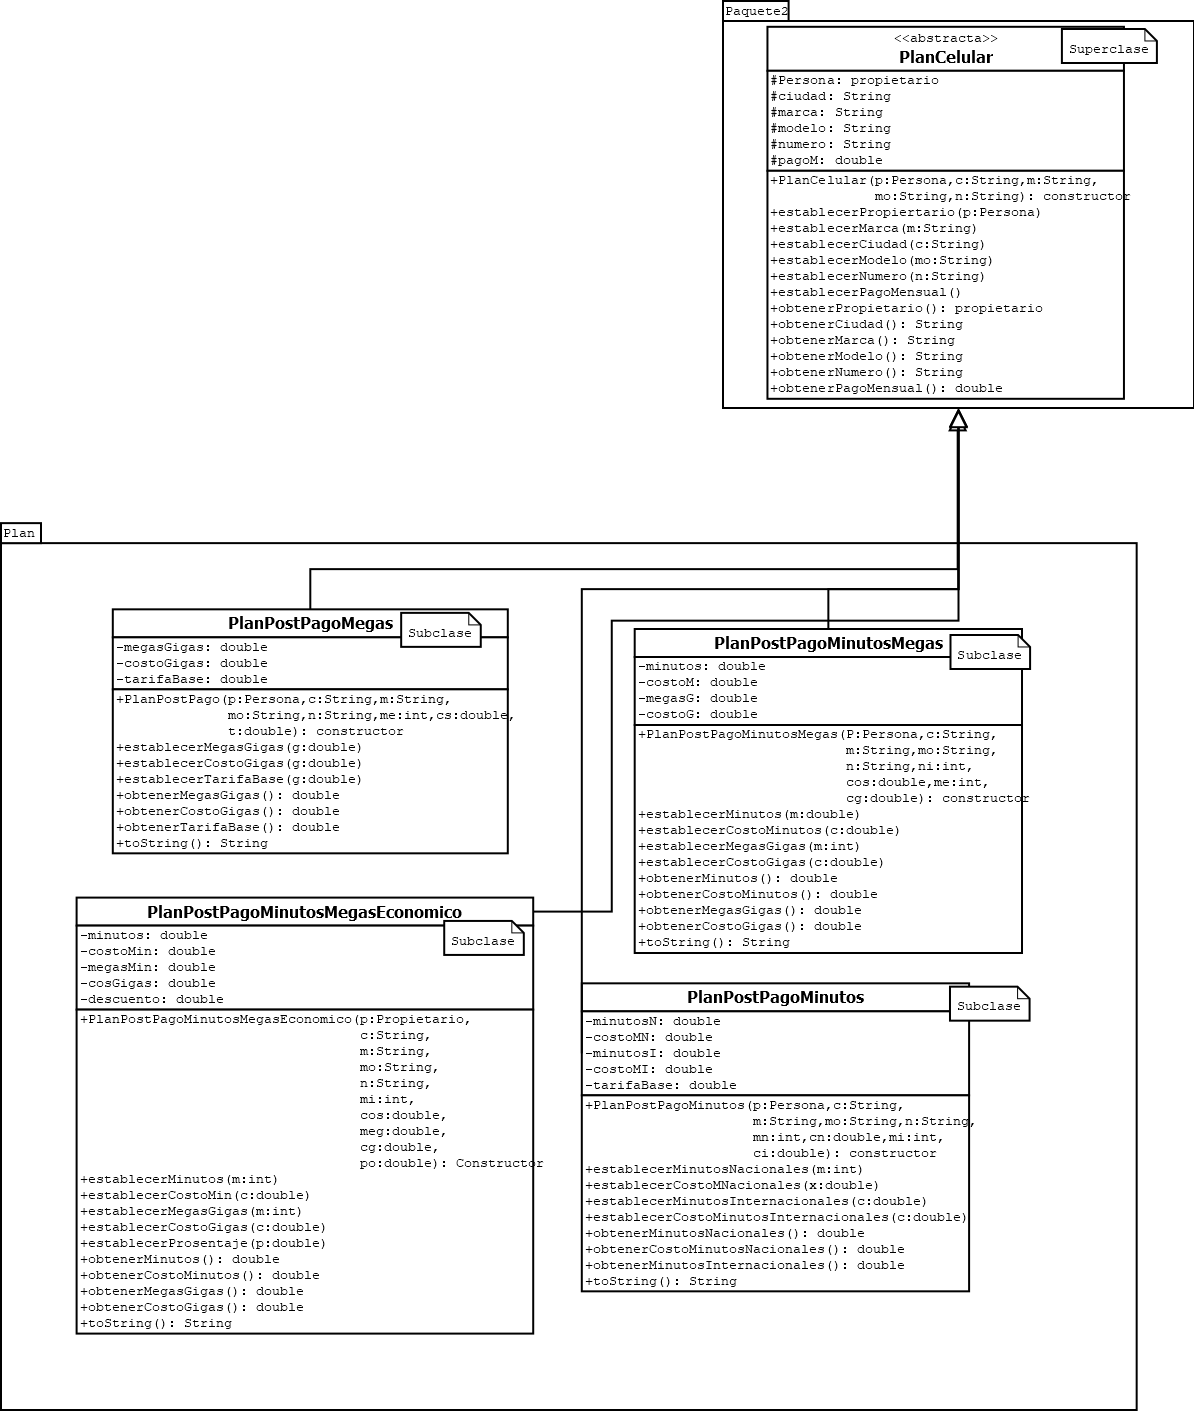 Paquete2
<<abstracta>>
PlanCelular
Superclase
#Persona: propietario
#ciudad: String
#marca: String
#modelo: String
#numero: String
#pagoM: double
+PlanCelular(p:Persona,c:String,m:String,
mo:String,n:String): constructor
+establecerPropiertario(p:Persona)
+establecerMarca(m:String)
+establecerCiudad(c:String)
+establecerModelo(mo:String)
+establecerNumero(n:String)
+establecerPagoMensual()
+obtenerPropietario(): propietario
+obtenerCiudad(): String
+obtenerMarca(): String
+obtenerModelo(): String
+obtenerNumero(): String
+obtenerPagoMensual(): double
Plan
PlanPostPagoMegas
Subclase
-megasGigas: double
-costoGigas: double
-tarifaBase: double
+PlanPostPago(p:Persona,c:String,m:String,
mo:String,n:String,me:int,cs:double,
t:double): constructor
+establecerMegasGigas(g:double)
+establecerCostoGigas(g:double)
+establecerTarifaBase(g:double)
+obtenerMegasGigas(): double
+obtenerCostoGigas(): double
+obtenerTarifaBase(): double
+toString(): String
PlanPostPagoMinutosMegas
Subclase
-minutos: double
-costoM: double
-megasG: double
-costoG: double
+PlanPostPagoMinutosMegas(P:Persona,c:String,
m:String,mo:String,
n:String,ni:int,
cos:double,me:int,
cg:double): constructor
+establecerMinutos(m:double)
+establecerCostoMinutos(c:double)
+establecerMegasGigas(m:int)
+establecerCostoGigas(c:double)
+obtenerMinutos(): double
+obtenerCostoMinutos(): double
+obtenerMegasGigas(): double
+obtenerCostoGigas(): double
+toString(): String
PlanPostPagoMinutosMegasEconomico
Subclase
-minutos: double
-costoMin: double
-megasMin: double
-cosGigas: double
-descuento: double
+PlanPostPagoMinutosMegasEconomico(p:Propietario,
c:String,
m:String,
mo:String,
n:String,
mi:int,
cos:double,
meg:double,
cg:double,
po:double): Constructor
+establecerMinutos(m:int)
+establecerCostoMin(c:double)
+establecerMegasGigas(m:int)
+establecerCostoGigas(c:double)
+establecerProsentaje(p:double)
+obtenerMinutos(): double
+obtenerCostoMinutos(): double
+obtenerMegasGigas(): double
+obtenerCostoGigas(): double
+toString(): String
PlanPostPagoMinutos
Subclase
-minutosN: double
-costoMN: double
-minutosI: double
-costoMI: double
-tarifaBase: double
+PlanPostPagoMinutos(p:Persona,c:String,
m:String,mo:String,n:String,
mn:int,cn:double,mi:int,
ci:double): constructor
+establecerMinutosNacionales(m:int)
+establecerCostoMNacionales(x:double)
+establecerMinutosInternacionales(c:double)
+establecerCostoMinutosInternacionales(c:double)
+obtenerMinutosNacionales(): double
+obtenerCostoMinutosNacionales(): double
+obtenerMinutosInternacionales(): double
+toString(): String